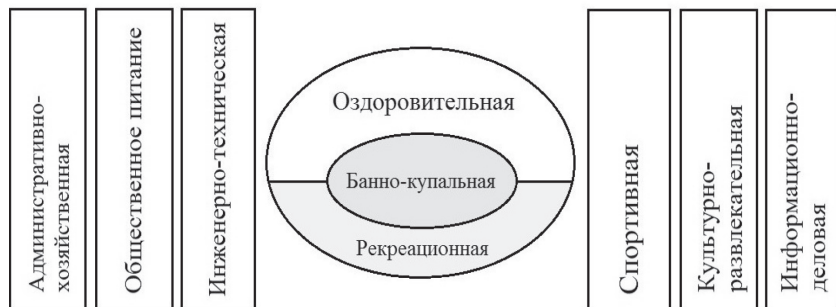 Административно-
хозяйственная
Общественное питание
Инженерно-техническая
Оздоровительная
Банно-купальная
Рекреационная
Спортивная
Культурно-
развлекательная
Информационно-
деловая